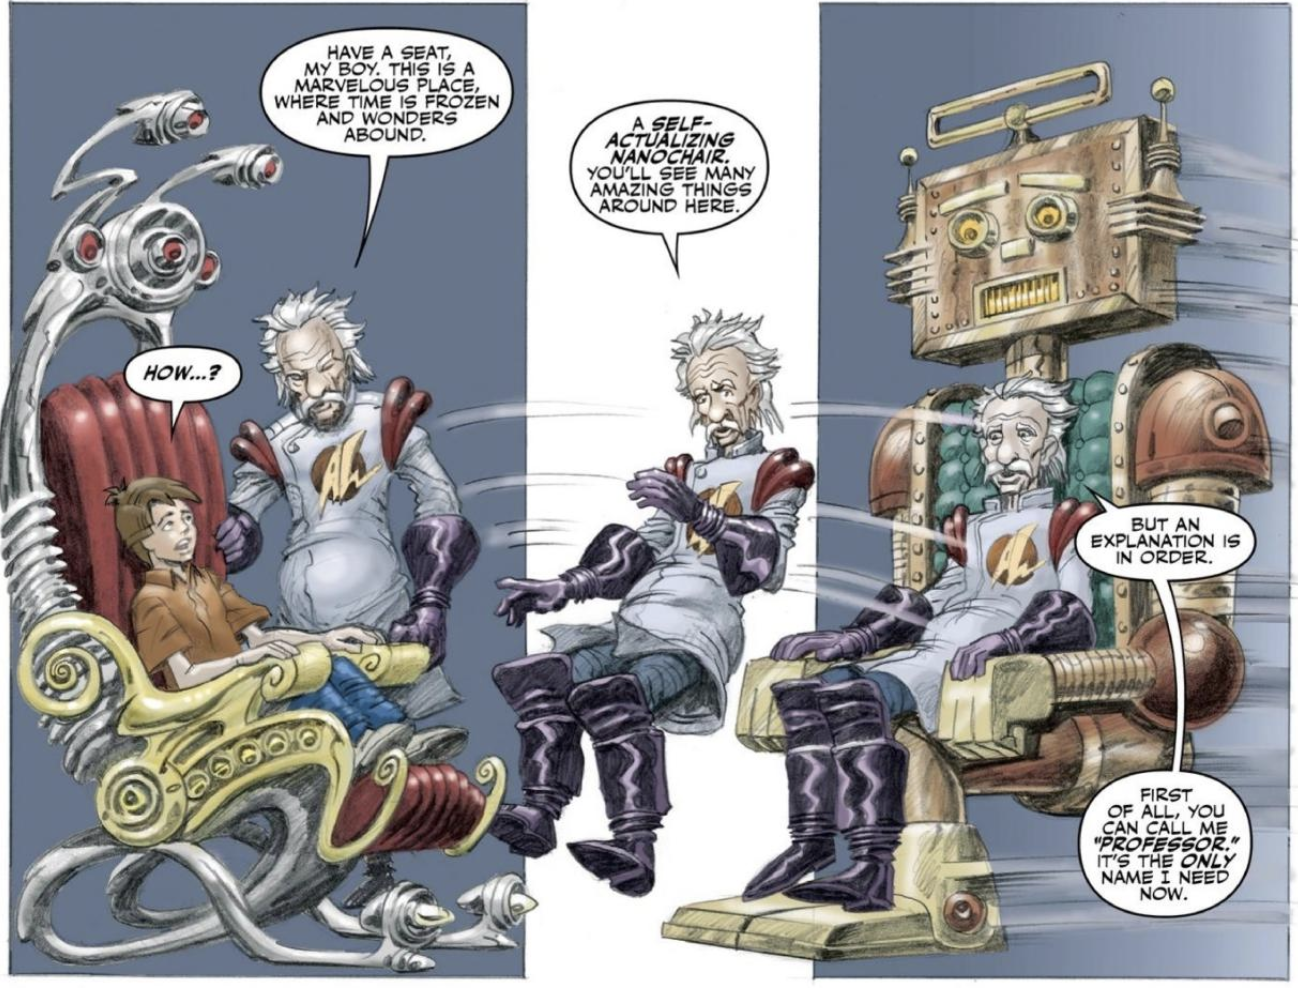 HAVE A SEAT,
MY BOY. THIS IS A
MARVELOUS PLACE,
WHERE TIME IS FROZEN
AND WONDERS
ABOUND.
HOW...?
A SELF-
ACTUALIZING
NANOCHAIR.
YOU'LL SEE MANY
AMAZING THINGS
AROUND HERE.
BUT AN
EXPLANATION IS
IN ORDER.
FIRST
OF ALL, YOU
CAN CALL ME
"PROFESSOR."
IT'S THE ONLY
NAME I NEED
NOW.